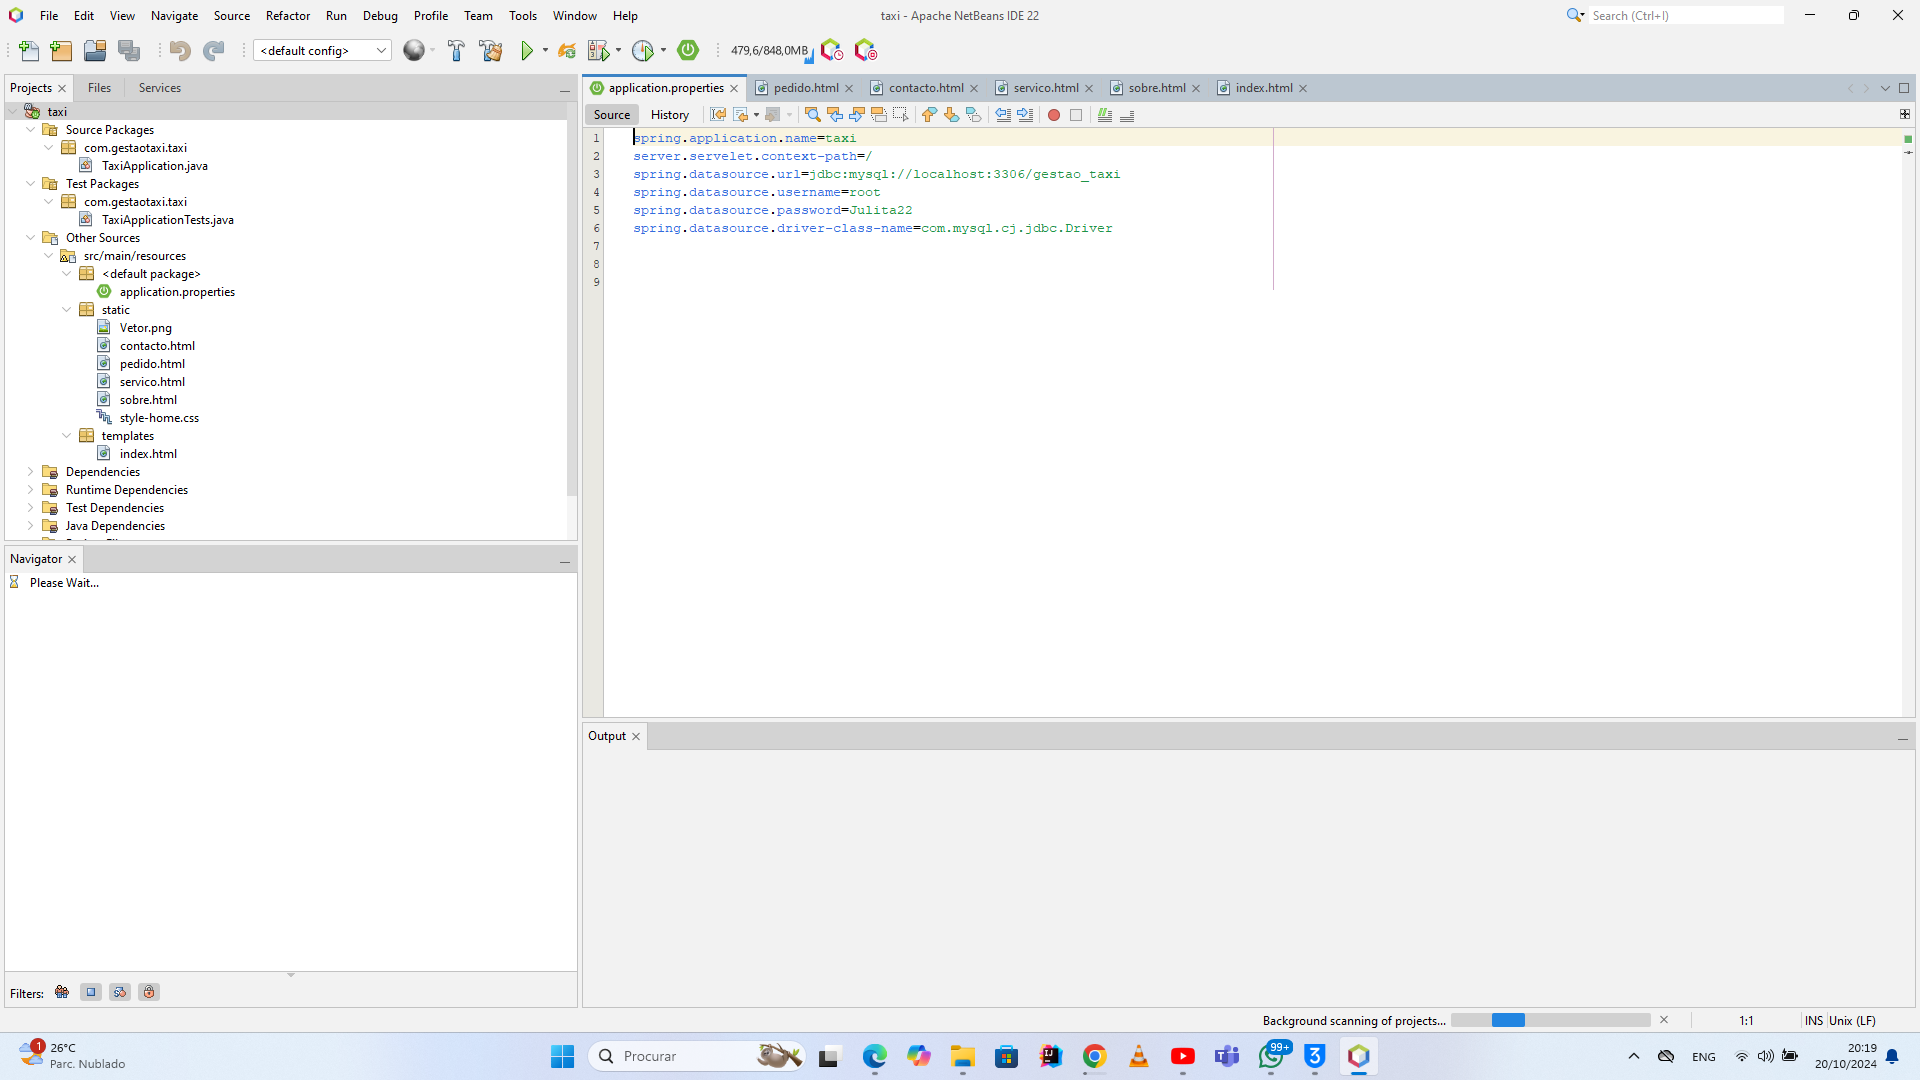 File Edit View Navigate Source Refactor Run Debug Profile Team Tools Window Help
taxi - Apache NetBeans IDE 22
Search (Ctrl+I)
<default config>
479,6/848,0MB
Projects Files Services
taxi
Source Packages
com.gestaotaxi.taxi
TaxiApplication.java
Test Packages
com.gestaotaxi.taxi
TaxiApplicationTests.java
Other Sources
src/main/resources
<default package>
application.properties
static
Vetor.png
contacto.html
pedido.html
servico.html
sobre.html
style-home.css
templates
index.html
Dependencies
Runtime Dependencies
Test Dependencies
Java Dependencies
Navigator
Please Wait...
Filters:
application.properties pedido.html contacto.html servico.html sobre.html index.html
Source History
1 spring.application.name=taxi
2 server.servelet.context-path=/
3 spring.datasource.url=jdbc:mysql://localhost:3306/gestao_taxi
4 spring.datasource.username=root
5 spring.datasource.password=Julita22
6 spring.datasource.driver-class-name=com.mysql.cj.jdbc.Driver
7
8
9
Output
Background scanning of projects...
1:1
INS Unix (LF)
1
26°C
Parc. Nublado
Procurar
99+
ENG
20:19
20/10/2024